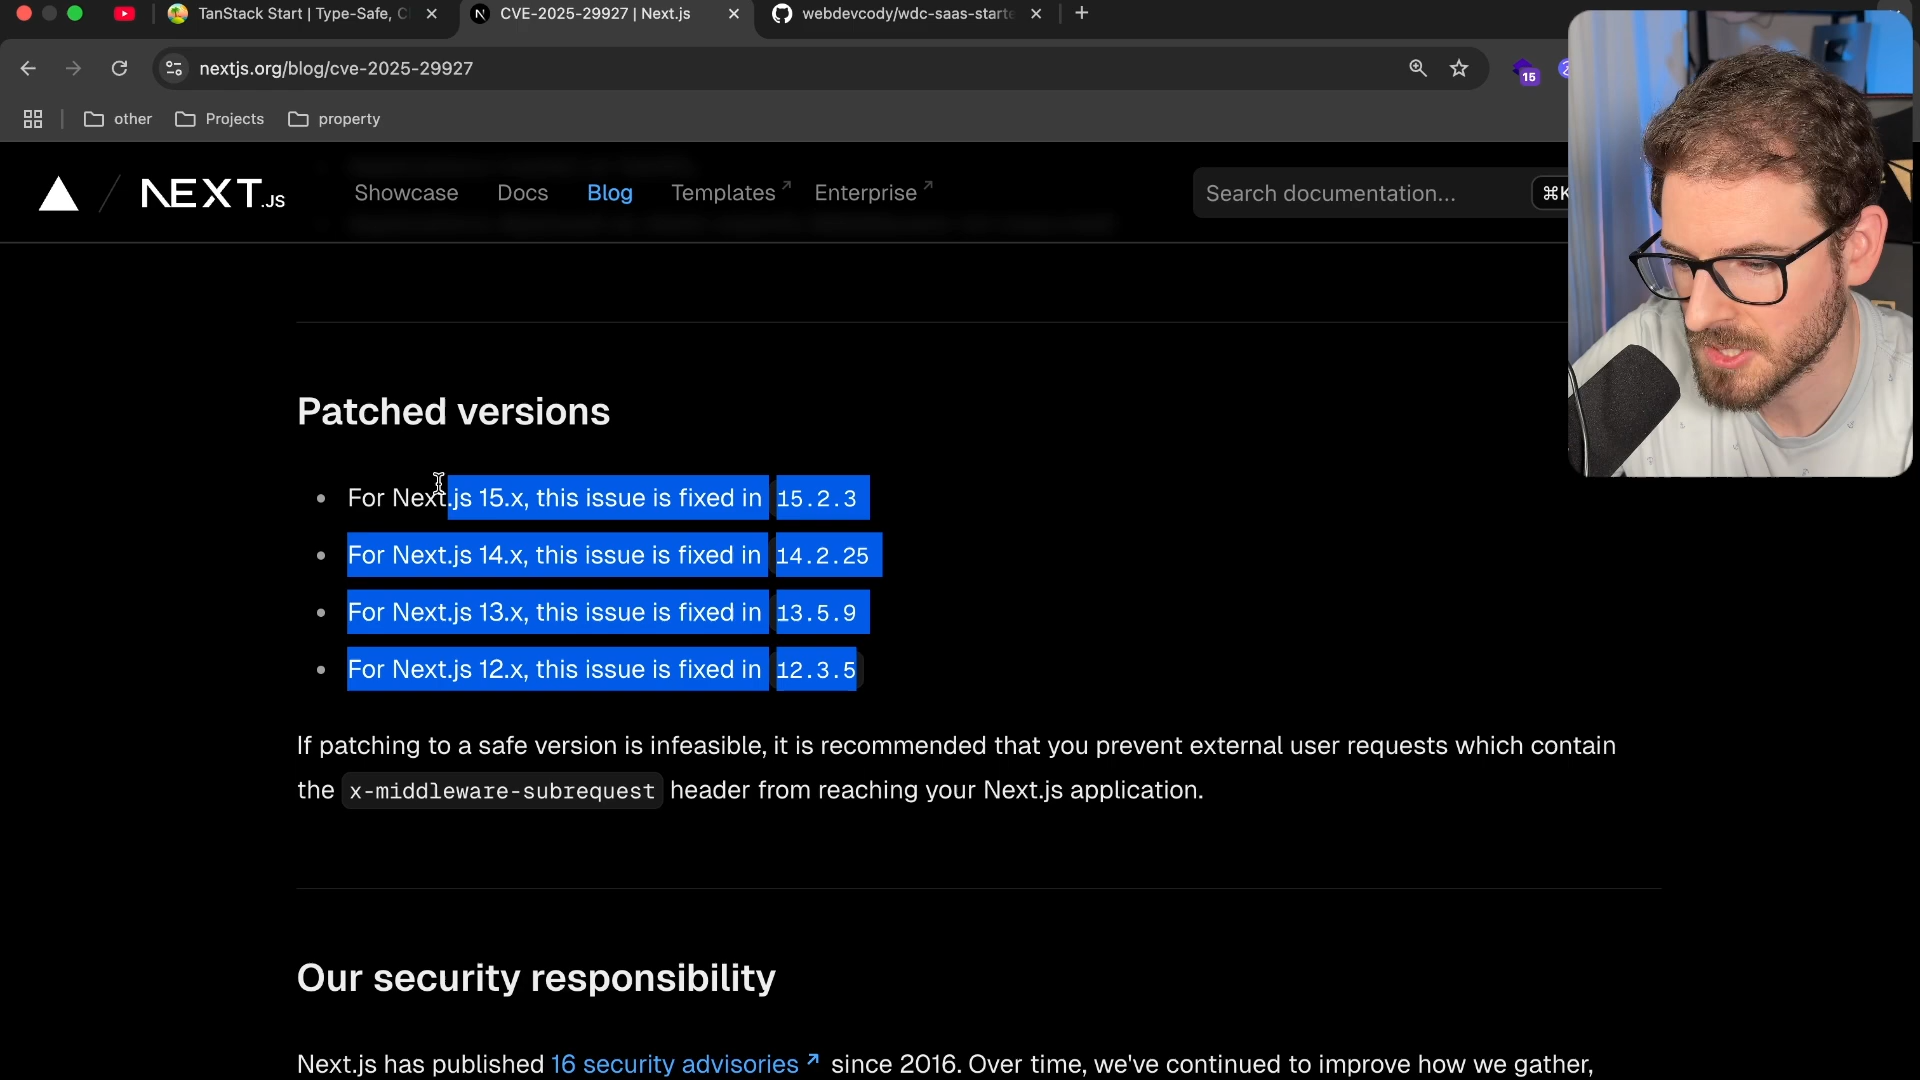 TanStack Start | Type-Safe, C
CVE-2025-29927 | Next.js
webdevcody/wdc-saas-starte
nextjs.org/blog/cve-2025-29927
15
other
Projects
property
NEXT.JS
Showcase
Docs
Blog
Templates
Enterprise
Search documentation...
⌘K
Patched versions
• For Next.js 15.x, this issue is fixed in 15.2.3
• For Next.js 14.x, this issue is fixed in 14.2.25
• For Next.js 13.x, this issue is fixed in 13.5.9
• For Next.js 12.x, this issue is fixed in 12.3.5
If patching to a safe version is infeasible, it is recommended that you prevent external user requests which contain
the x-middleware-subrequest header from reaching your Next.js application.
Our security responsibility
Next.js has published 16 security advisories ↗ since 2016. Over time, we've continued to improve how we gather,